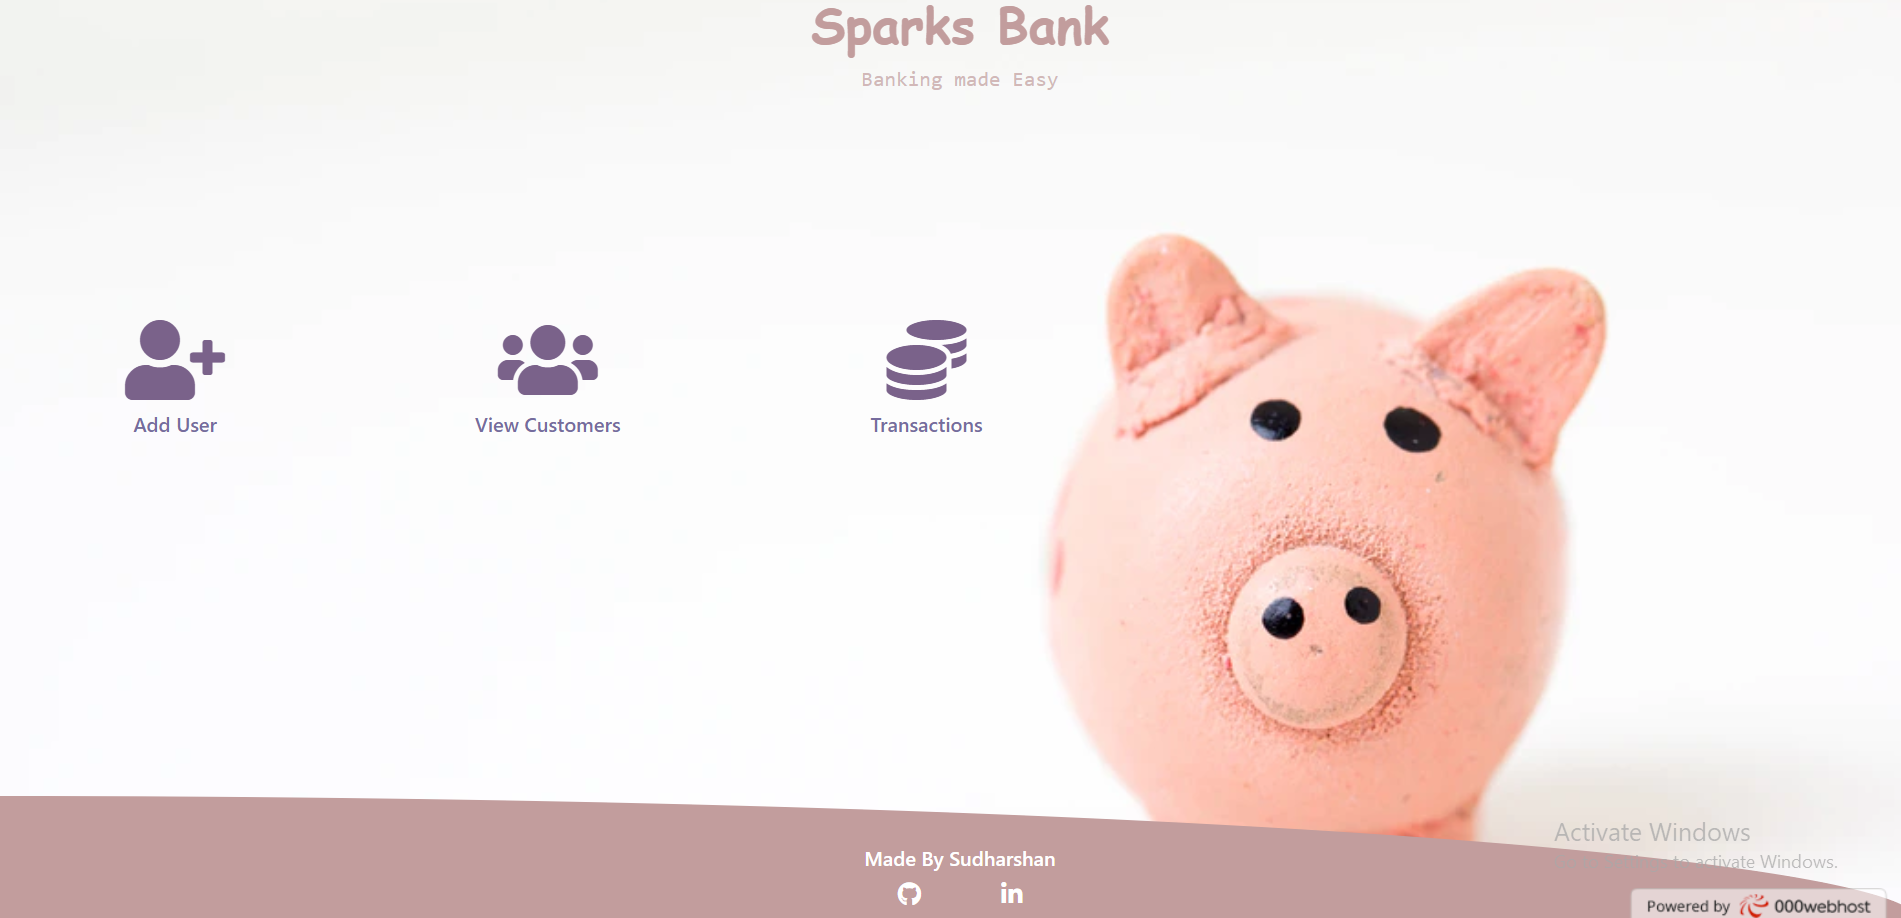 Sparks Bank
Banking made Easy
Add User
View Customers
Transactions
Made By Sudharshan
in
Activate Windows
to activate Windows.
Powered by 000webhost